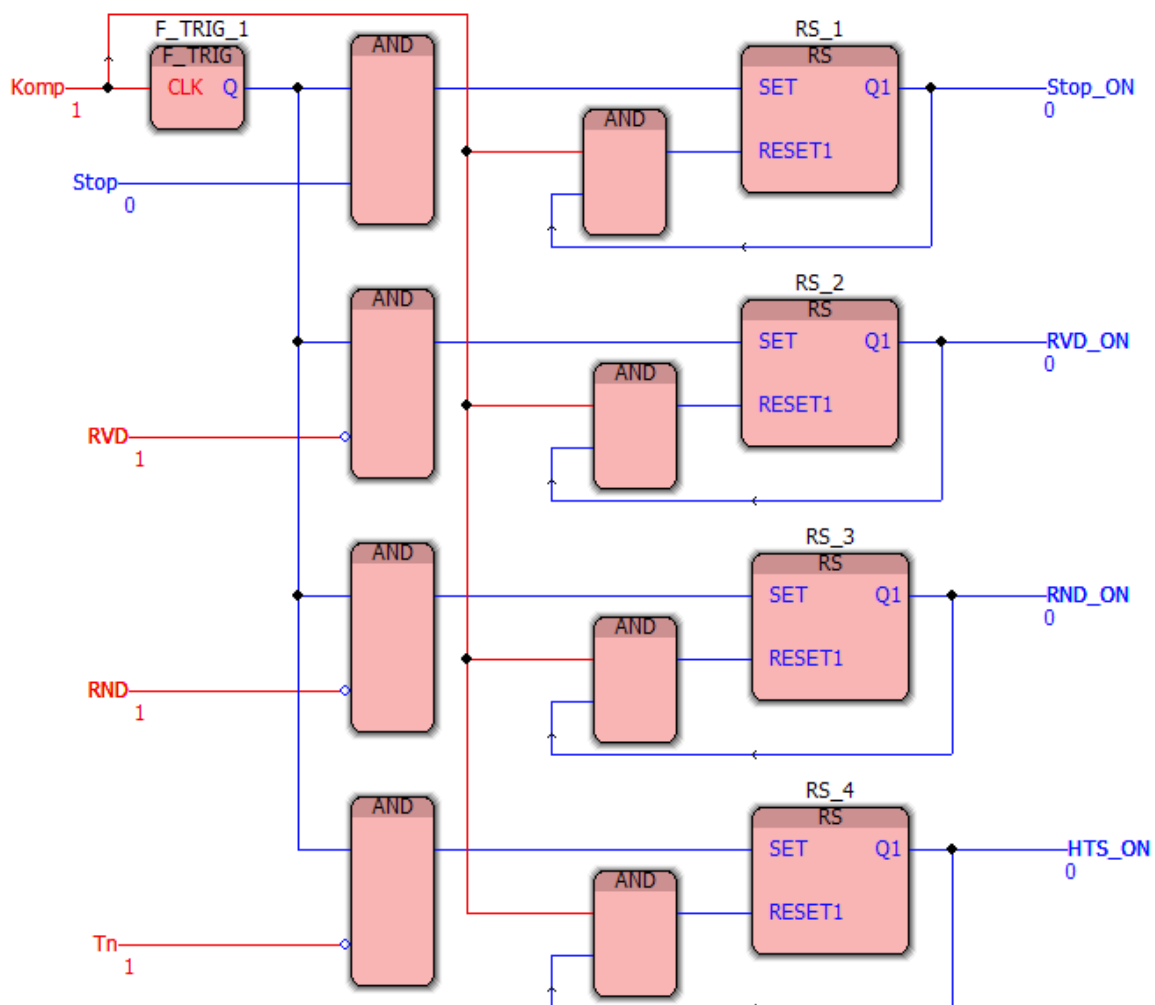 F_TRIG_1
F_TRIG
AND
RS_1
RS
Komp
CLK Q
SET Q1
Stop_ON
1
0
AND
RESET1
Stop
0
RS_2
AND
RS
SET Q1
RVD_ON
0
AND
RESET1
RVD
1
RS_3
AND
RS
SET Q1
RND_ON
0
AND
RESET1
RND
1
RS_4
AND
RS
SET Q1
HTS_ON
0
AND
RESET1
Tn
1